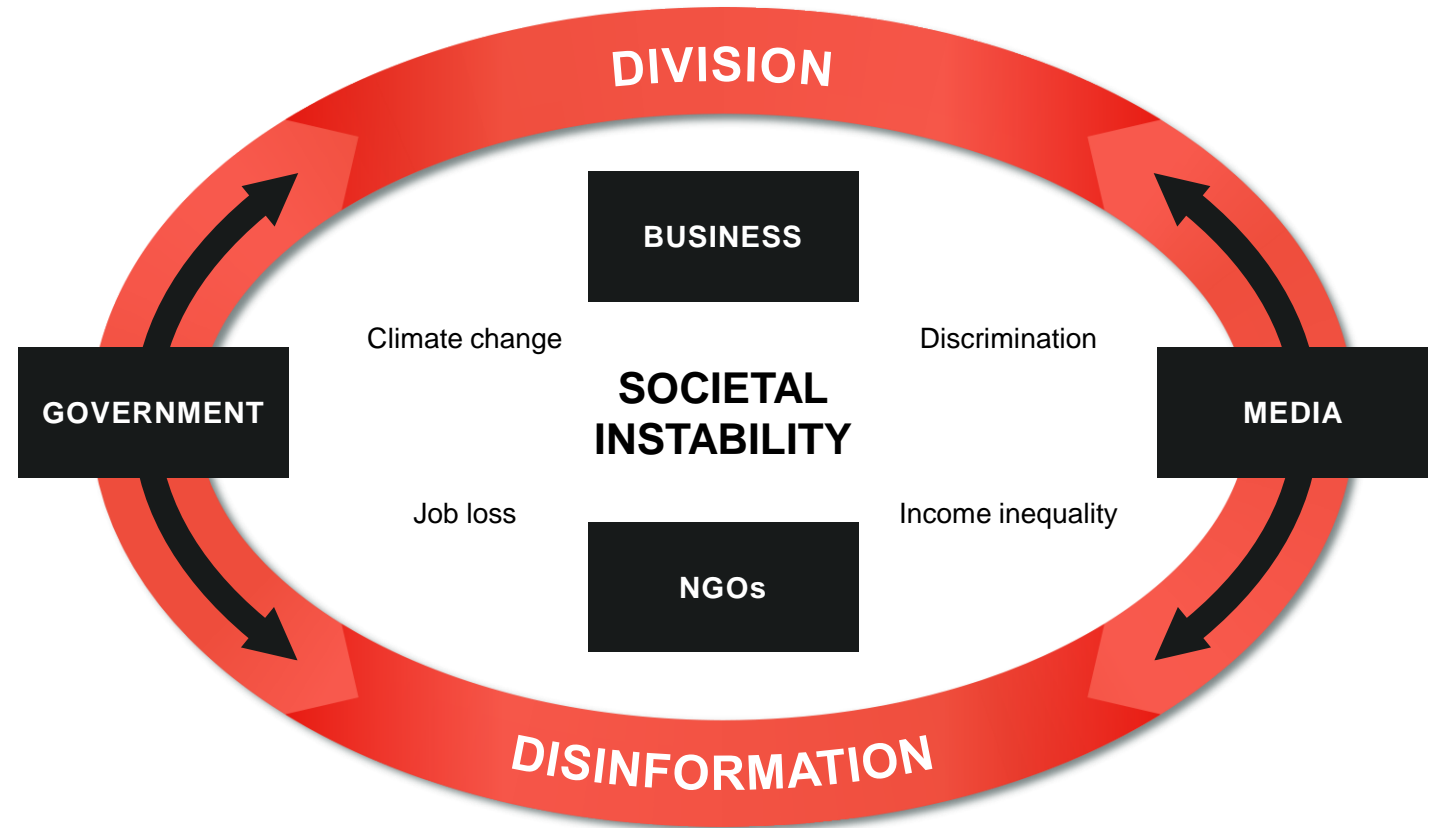 DIVISION
BUSINESS
Climate change
Discrimination
GOVERNMENT
SOCIETAL
INSTABILITY
MEDIA
Job loss
Income inequality
NGOs
DISINFORMATION